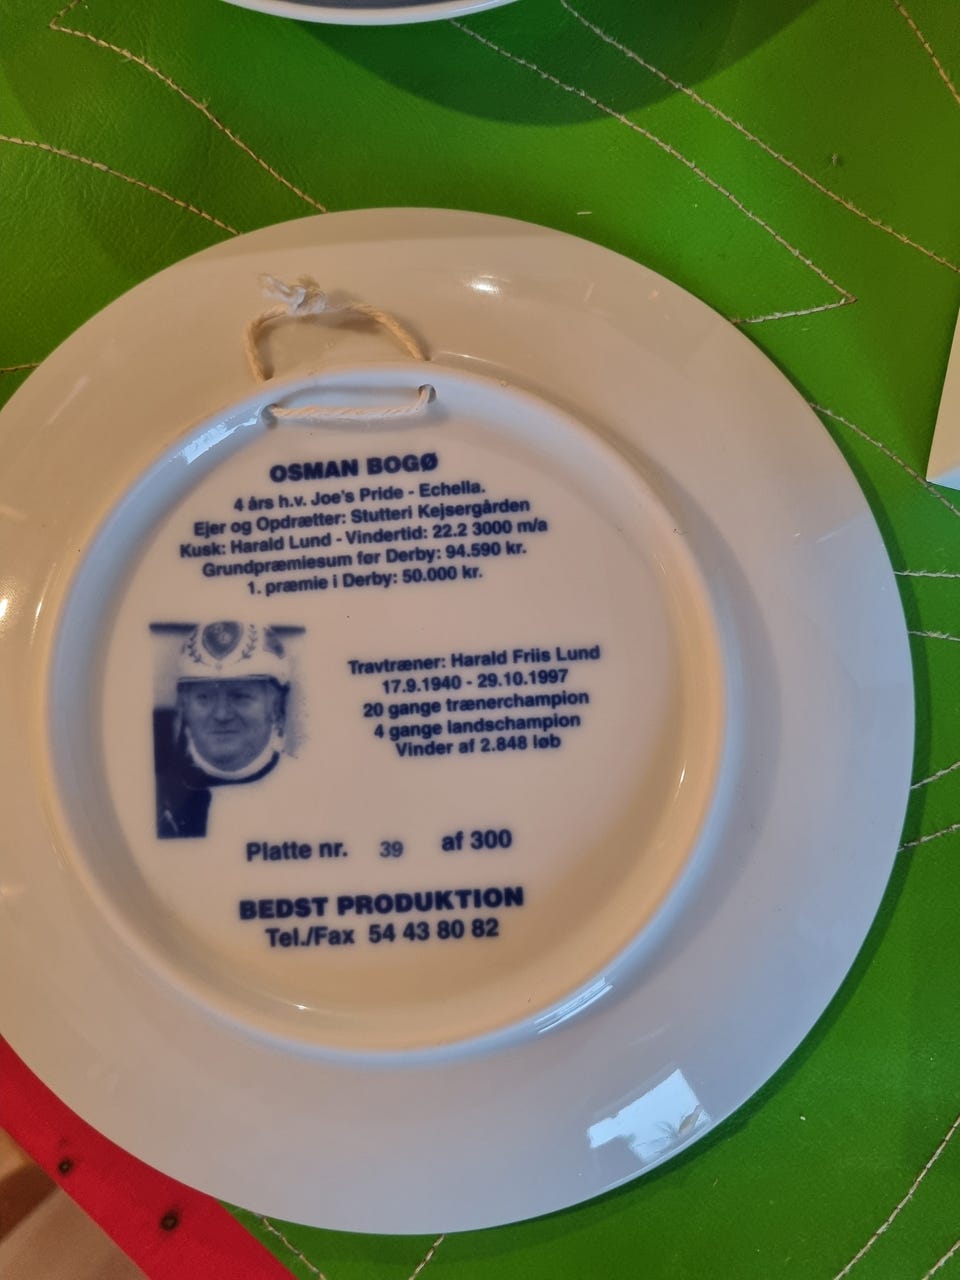 OSMAN BOGØ
4 års h.v. Joe's Pride - Echella.
Ejer og Opdrætter: Stutteri Kejsergården
Kusk: Harald Lund - Vindertid: 22.2 3000 m/a
Grundpræmiesum før Derby: 94.590 kr.
1. præmie i Derby: 50.000 kr.
Travtræner: Harald Friis Lund
17.9.1940 - 29.10.1997
20 gange trænerchampion
4 gange landschampion
Vinder af 2.848 løb
Platte nr. 39 af 300
BEDST PRODUKTION
Tel./Fax 54 43 80 82